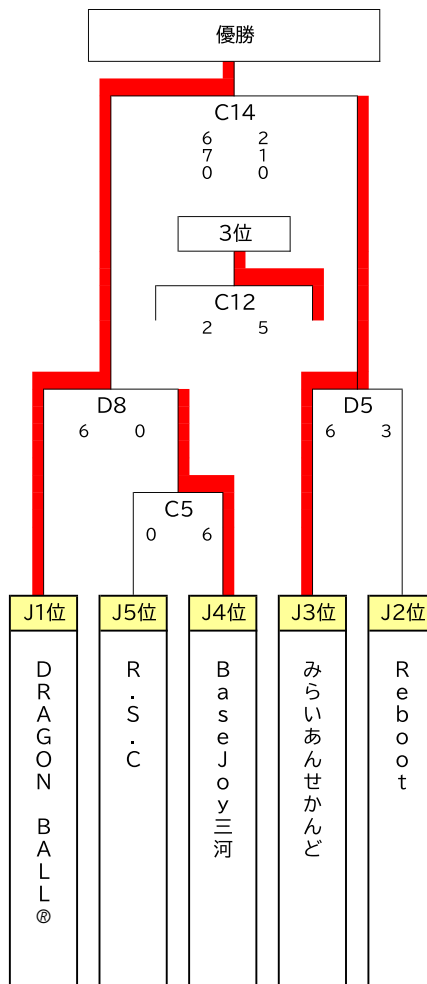 優勝
C14
6 2
7 1
0 0
3位
C12
2 5
D8
6 0
D5
6 3
C5
0 6
J1位 J5位 J4位 J3位 J2位
DRAGON BALL®
R.S.C
BaseJoy三河
みらいあんせかんど
Reboot